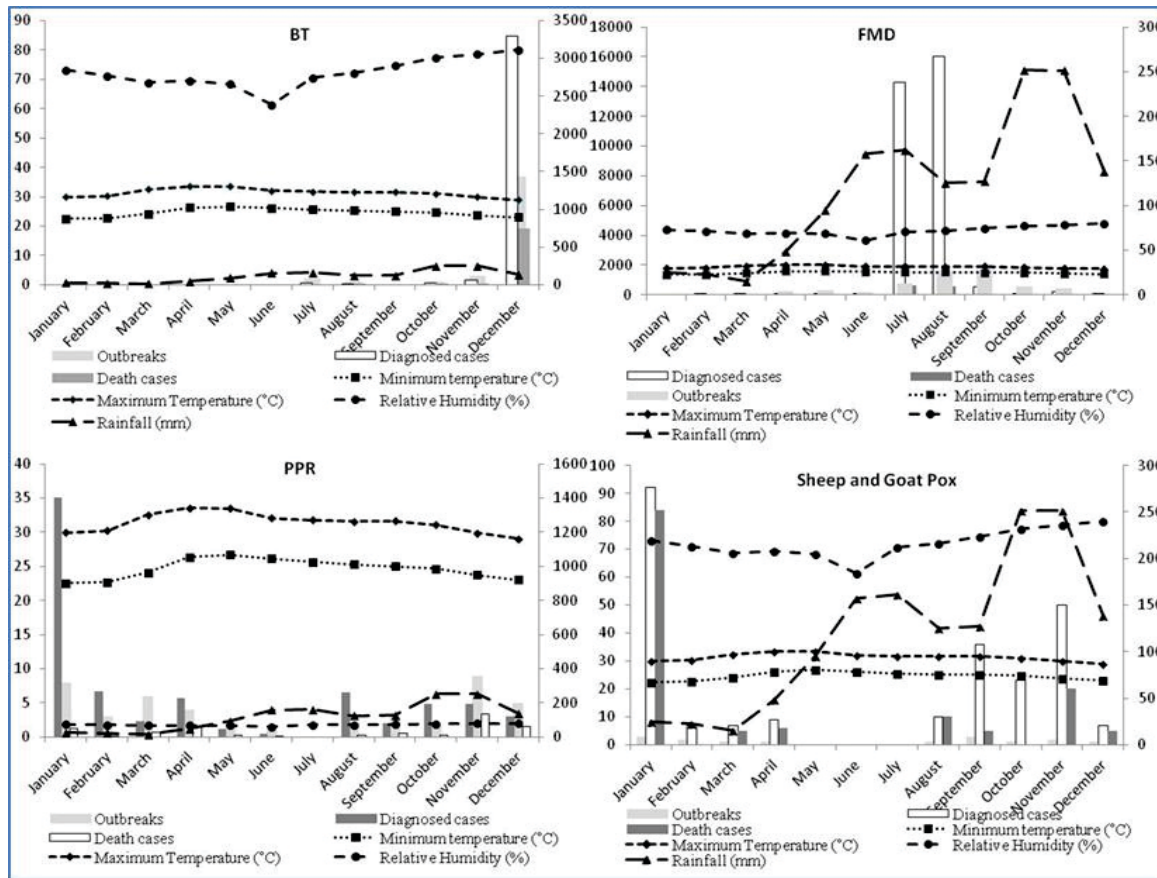 BT
90
80
70
60
50
40
30
20
10
0
3500
3000
2500
2000
1500
1000
500
0
January
February
March
April
May
June
July
August
September
October
November
December
Outbreaks
Diagnosed cases
Death cases
Minimum temperature (°C)
Maximum Temperature (°C)
Relative Humidity (%)
Rainfall (mm)
FMD
18000
16000
14000
12000
10000
8000
6000
4000
2000
0
300
250
200
150
100
50
0
January
February
March
April
May
June
July
August
September
October
November
December
Diagnosed cases
Death cases
Outbreaks
Minimum temperature (°C)
Maximum Temperature (°C)
Relative Humidity (%)
Rainfall (mm)
PPR
40
35
30
25
20
15
10
5
0
1600
1400
1200
1000
800
600
400
200
0
January
February
March
April
May
June
July
August
September
October
November
December
Outbreaks
Diagnosed cases
Death cases
Minimum temperature (°C)
Maximum Temperature (°C)
Relative Humidity (%)
Sheep and Goat Pox
100
90
80
70
60
50
40
30
20
10
0
300
250
200
150
100
50
0
January
February
March
April
May
June
July
August
September
October
November
December
Outbreaks
Diagnosed cases
Death cases
Minimum temperature (°C)
Maximum Temperature (°C)
Relative Humidity (%)
Rainfall (mm)